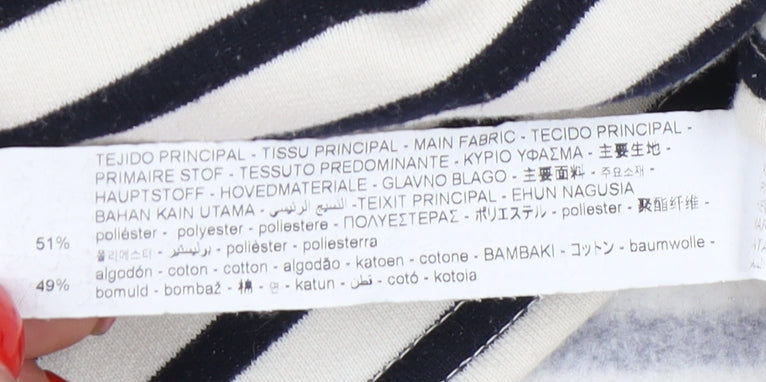 TEJIDO PRINCIPAL - TISSU PRINCIPAL - MAIN FABRIC - TECIDO PRINCIPAL -
PRIMAIRE STOF - TESSUTO PREDOMINANTE - ΚΥΡΙΟ ΥΦΑΣΜΑ - 主要生地 -
HAUPTSTOFF - HOVEDMATERIALE - GLAVNO BLAGO - 主要面料 - 주요소재 -
BAHAN KAIN UTAMA - النسيج الرئيسي -TEIXIT PRINCIPAL - EHUN NAGUSIA
51% poliéster - polyester - poliestere - ΠΟΛΥΕΣΤΕΡΑΣ - ポリエステル - poliester - 聚酯纤维 -
폴리에스터 - بوليستير - polièster - poliesterra
49% algodón - coton - cotton - algodão - katoen - cotone - BAMBAKI - コットン - baumwolle -
bomuld - bombaž - 棉 - 면 - katun - قطن - cotó - kotoia